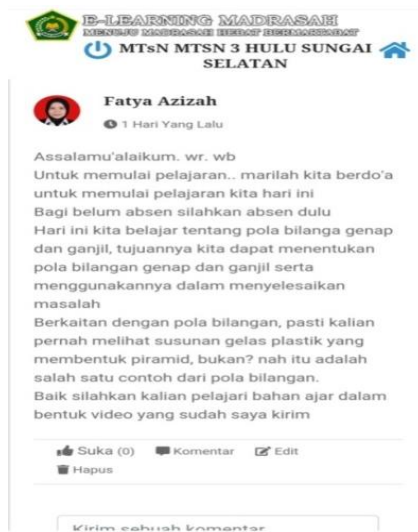 E-LEARNING MADRASAH
MENUJU MADRASAH HEBAT BERMARTABAT
MTsN MTSN 3 HULU SUNGAI
SELATAN
Fatya Azizah
1 Hari Yang Lalu
Assalamu'alaikum. wr. wb
Untuk memulai pelajaran.. marilah kita berdo'a
untuk memulai pelajaran kita hari ini
Bagi belum absen silahkan absen dulu
Hari ini kita belajar tentang pola bilanga genap
dan ganjil, tujuannya kita dapat menentukan
pola bilangan genap dan ganjil serta
menggunakannya dalam menyelesaikan
masalah
Berkaitan dengan pola bilangan, pasti kalian
pernah melihat susunan gelas plastik yang
membentuk piramid, bukan? nah itu adalah
salah satu contoh dari pola bilangan.
Baik silahkan kalian pelajari bahan ajar dalam
bentuk video yang sudah saya kirim
Suka (0) Komentar Edit
Hapus
Kirim sebuah komentar